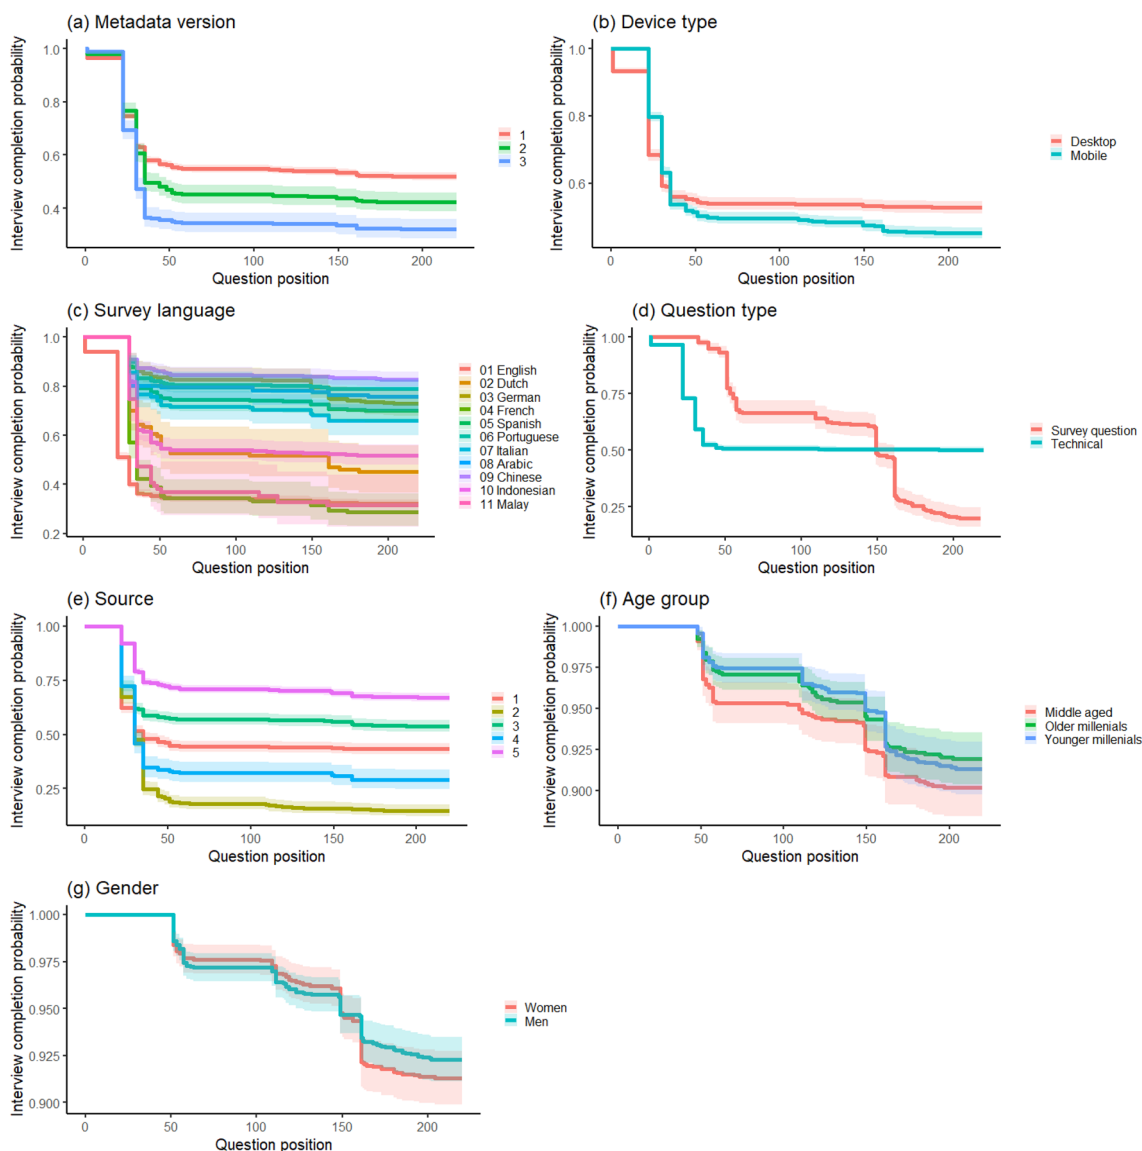 (a) Metadata version
Interview completion probability
1.0
0.8
0.6
0.4
0
50
100
150
200
Question position
1
2
3
(b) Device type
Interview completion probability
1.0
0.8
0.6
0
50
100
150
200
Question position
Desktop
Mobile
(c) Survey language
Interview completion probability
1.0
0.8
0.6
0.4
0.2
0
50
100
150
200
Question position
01 English
02 Dutch
03 German
04 French
05 Spanish
06 Portuguese
07 Italian
08 Arabic
09 Chinese
10 Indonesian
11 Malay
(d) Question type
Interview completion probability
1.00
0.75
0.50
0.25
0
50
100
150
200
Question position
Survey question
Technical
(e) Source
Interview completion probability
1.00
0.75
0.50
0.25
0
50
100
150
200
Question position
1
2
3
4
5
(f) Age group
Interview completion probability
1.000
0.975
0.950
0.925
0.900
0
50
100
150
200
Question position
Middle aged
Older millenials
Younger millenials
(g) Gender
Interview completion probability
1.000
0.975
0.950
0.925
0.900
0
50
100
150
200
Question position
Women
Men